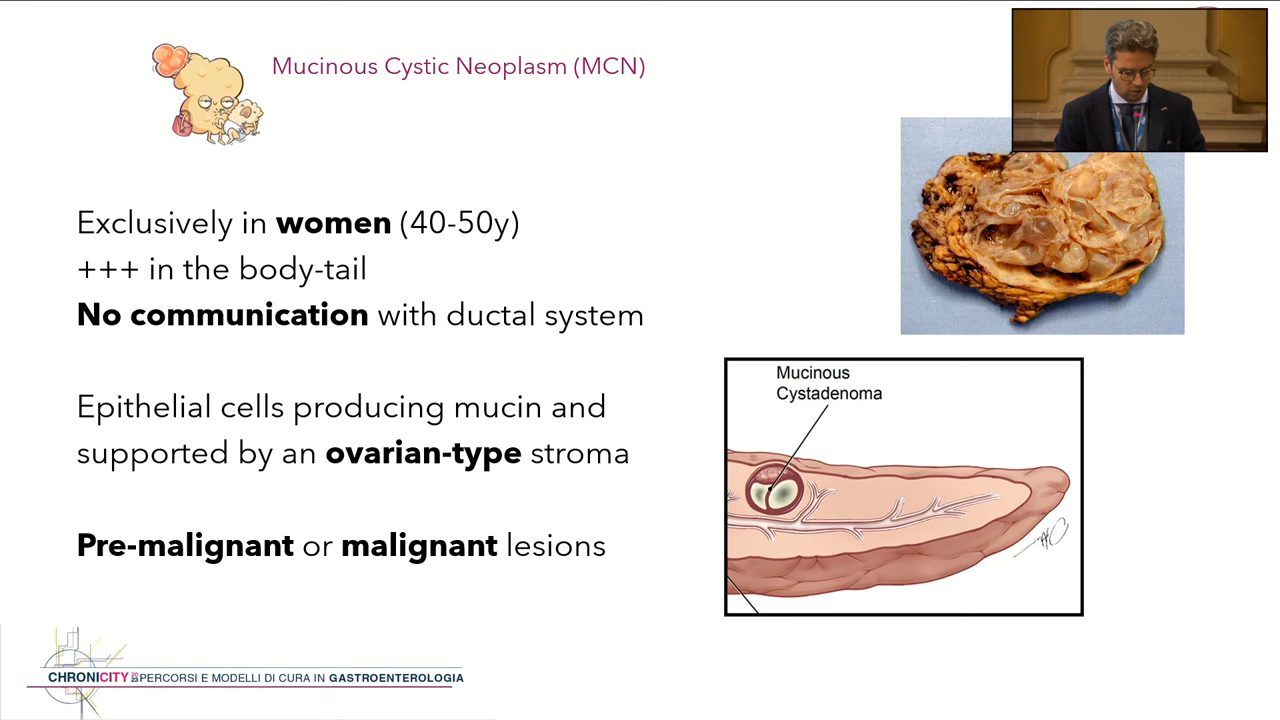 Mucinous Cystic Neoplasm (MCN)
Exclusively in women (40-50y)
+++ in the body-tail
No communication with ductal system
Epithelial cells producing mucin and
supported by an ovarian-type stroma
Pre-malignant or malignant lesions
Mucinous
Cystadenoma
CHRONICITY 2023 PERCORSI E MODELLI DI CURA IN GASTROENTEROLOGIA